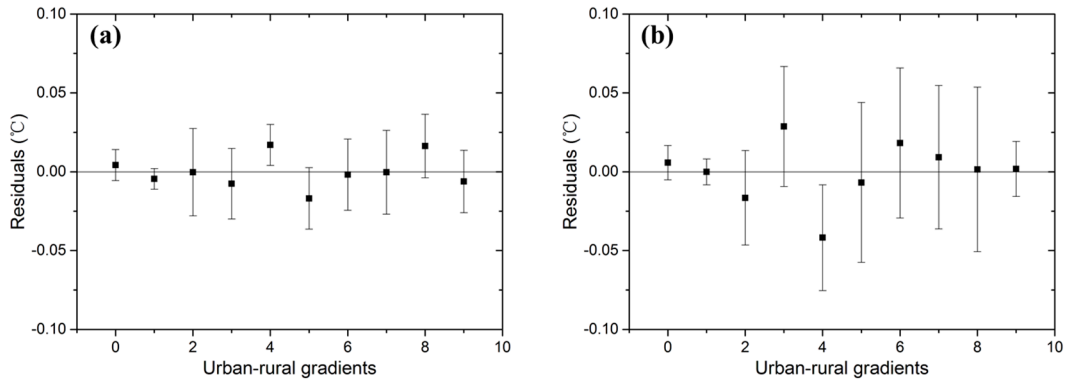 (a)
0.10
0.05
0.00
-0.05
-0.10
Residuals (℃)
0 2 4 6 8 10
Urban-rural gradients
(b)
0.10
0.05
0.00
-0.05
-0.10
Residuals (℃)
0 2 4 6 8 10
Urban-rural gradients